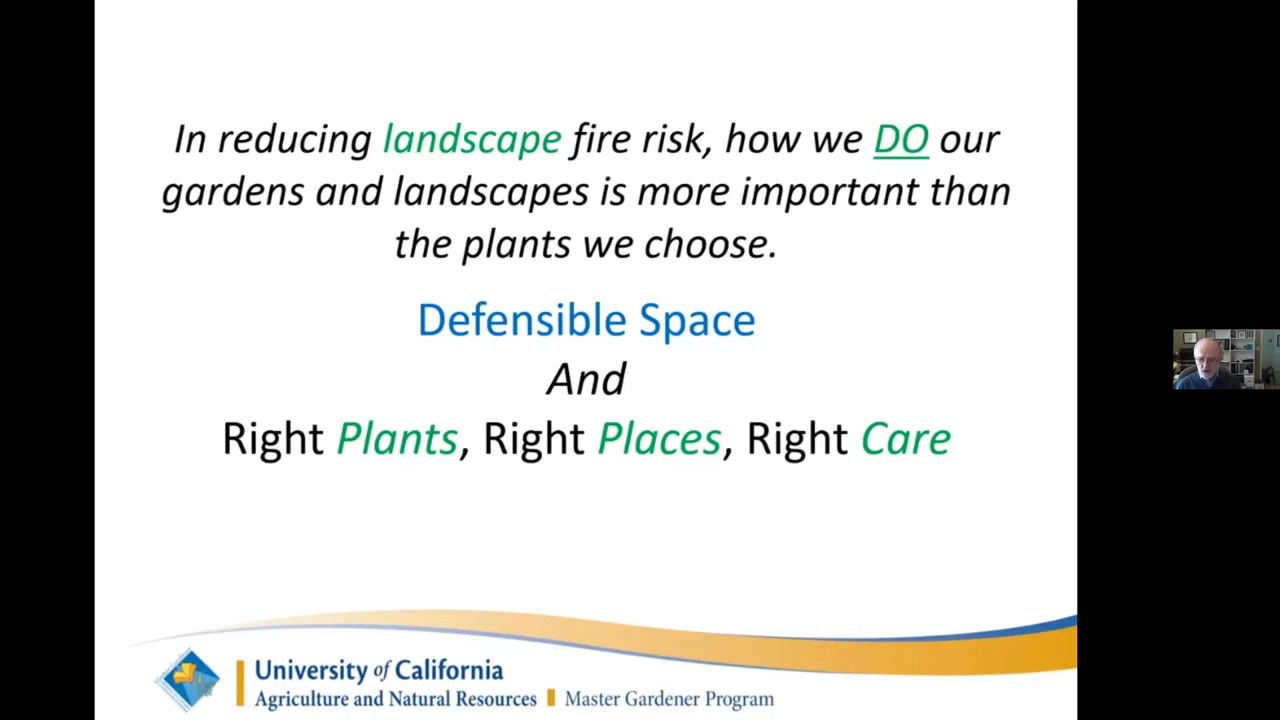 In reducing landscape fire risk, how we DO our
gardens and landscapes is more important than
the plants we choose.
Defensible Space
And
Right Plants, Right Places, Right Care
University of California
Agriculture and Natural Resources Master Gardener Program